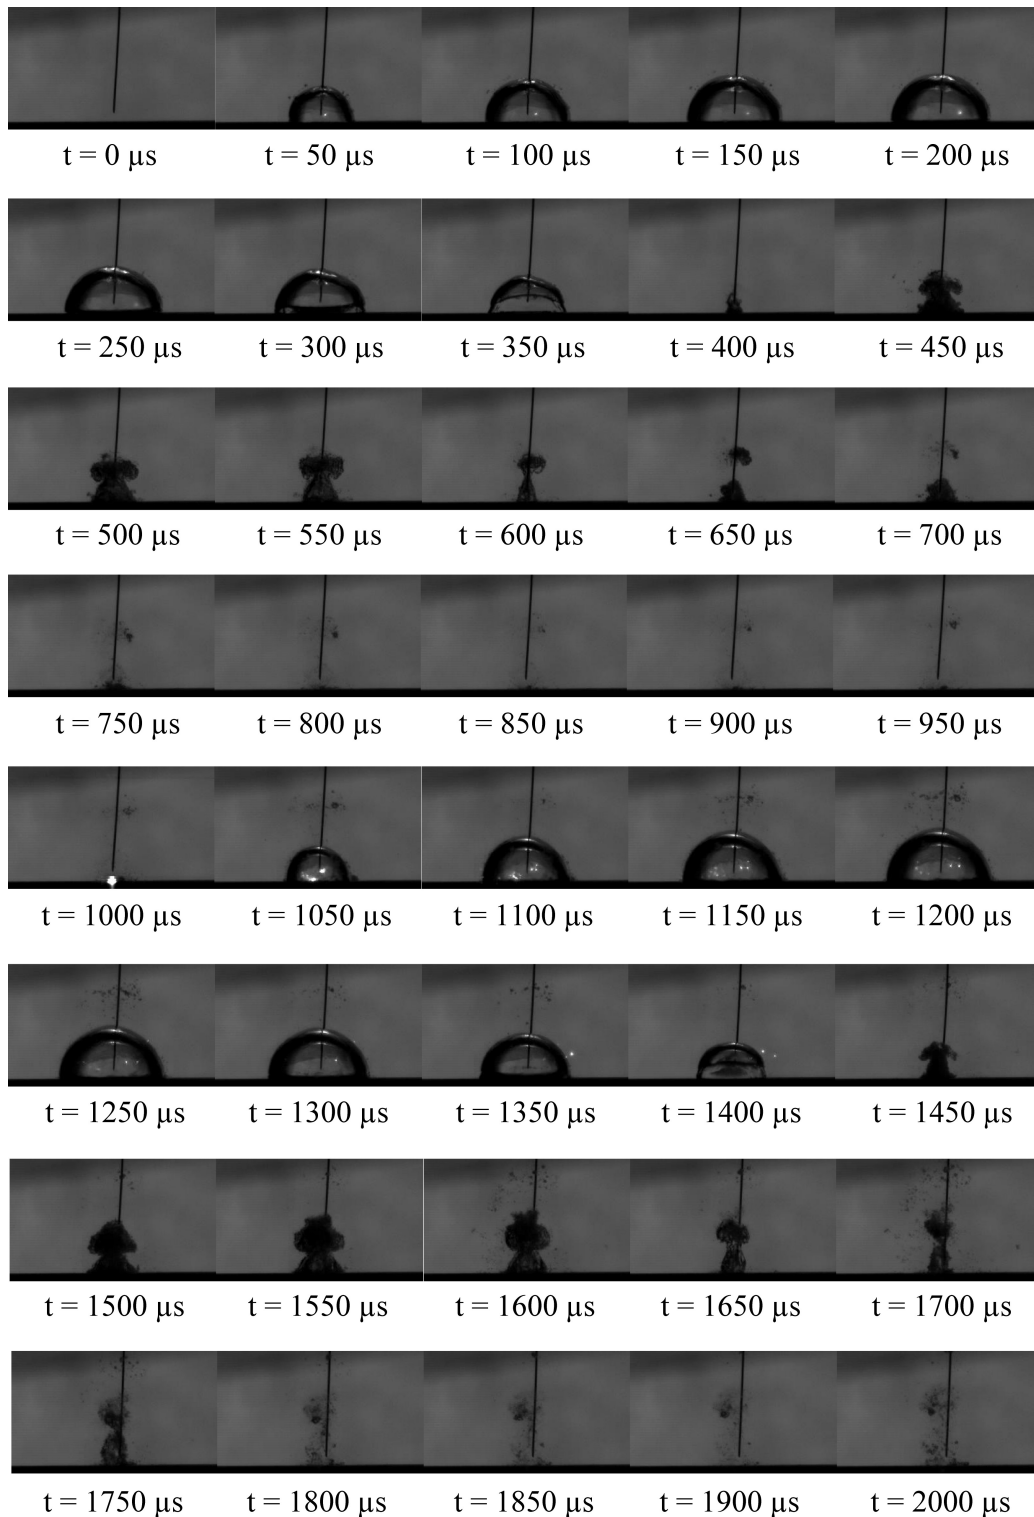 t = 0 µs t = 50 µs t = 100 µs t = 150 µs t = 200 µs
t = 250 µs t = 300 µs t = 350 µs t = 400 µs t = 450 µs
t = 500 µs t = 550 µs t = 600 µs t = 650 µs t = 700 µs
t = 750 µs t = 800 µs t = 850 µs t = 900 µs t = 950 µs
t = 1000 µs t = 1050 µs t = 1100 µs t = 1150 µs t = 1200 µs
t = 1250 µs t = 1300 µs t = 1350 µs t = 1400 µs t = 1450 µs
t = 1500 µs t = 1550 µs t = 1600 µs t = 1650 µs t = 1700 µs
t = 1750 µs t = 1800 µs t = 1850 µs t = 1900 µs t = 2000 µs